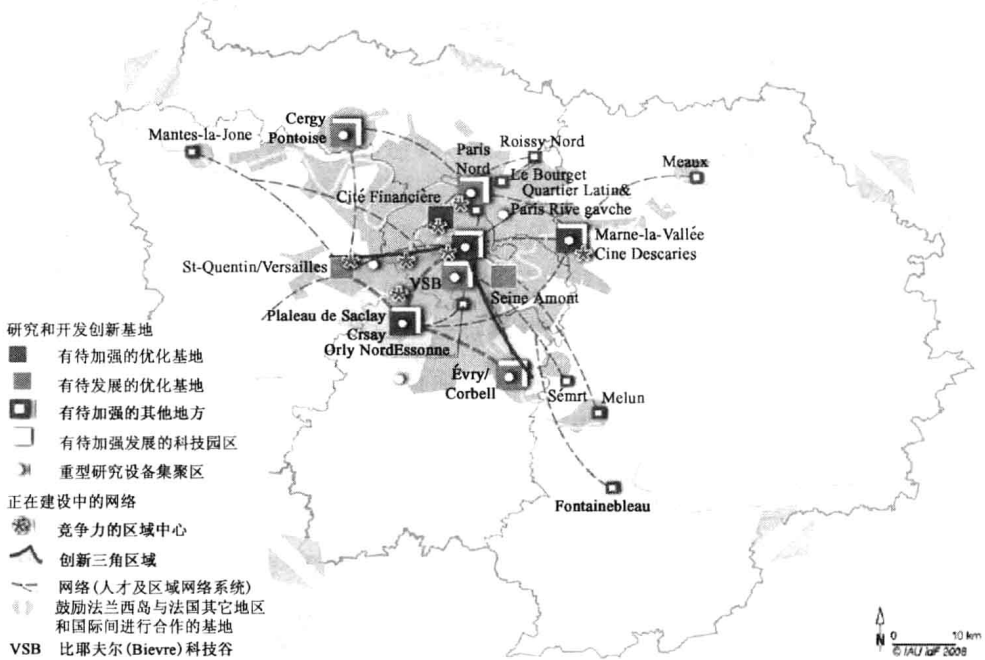 Cergy
Pontoise
Mantes-la-Jone
Paris
Nord
Roissy Nord
Le Bourget
Meaux
Quartier Latin&
Cité Financière
Paris Rive gavche
Marne-la-Vallée
Cine Descaries
St-Quentin/Versailles
VSB
Seine Amont
Plaleau de Saclay
Crsay
Orly NordEssonne
Évry/
Corbell
Sémrt
Melun
Fontainebleau
研究和开发创新基地
有待加强的优化基地
有待发展的优化基地
有待加强的其他地方
有待加强发展的科技园区
重型研究设备集聚区
正在建设中的网络
竞争力的区域中心
创新三角区域
网络(人才及区域网络系统)
鼓励法兰西岛与法国其它地区
和国际间进行合作的基地
VSB 比耶夫尔(Bievre)科技谷
N 0 10 km
© IAU IdF 2008